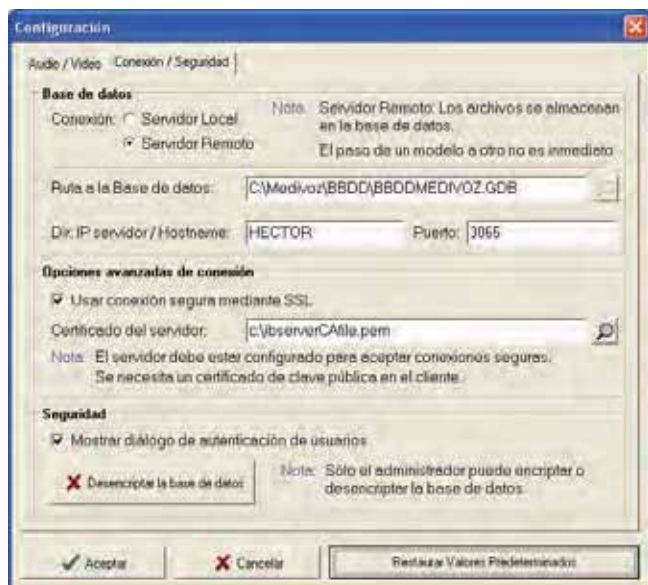 Configuración
Audio / Video Conexión / Seguridad
Base de datos
Conexión: Servidor Local
Servidor Remoto
Nota: Servidor Remoto: Los archivos se almacenan
en la base de datos.
El paso de un modelo a otro no es inmediato
Ruta a la Base de datos: C:\Medivoz\BBDD\BBDDMEDIVOZ.GDB
Dir. IP servidor / Hostname: HECTOR Puerto: 3065
Opciones avanzadas de conexión
Usar conexión segura mediante SSL
Certificado del servidor: c:\ibserverCAfile.pem
Nota: El servidor debe estar configurado para aceptar conexiones seguras.
Se necesita un certificado de clave pública en el cliente.
Seguridad
Mostrar diálogo de autenticación de usuarios
Desencriptar la base de datos
Nota: Sólo el administrador puede encriptar o
desencriptar la base de datos
Aceptar Cancelar Restaurar Valores Predeterminados